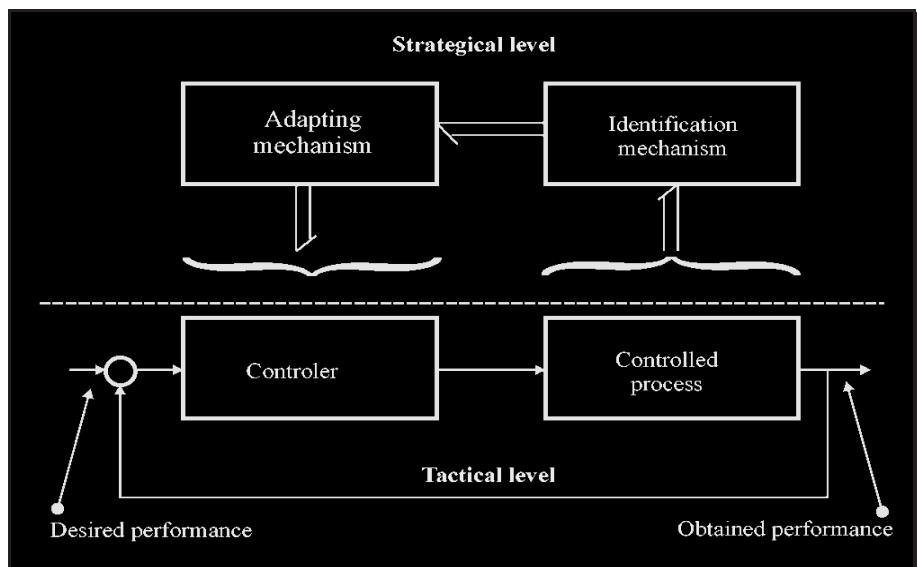 Strategical level
Adapting
mechanism
Identification
mechanism
Controler
Controlled
process
Tactical level
Desired performance
Obtained performance